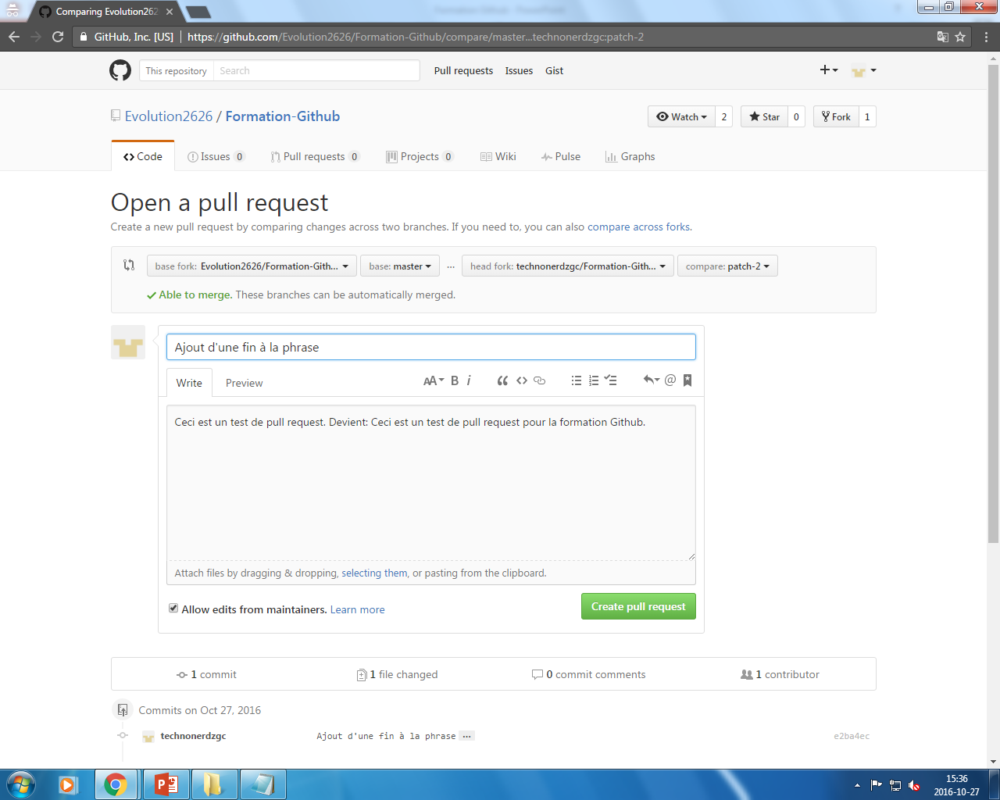 Comparing Evolution262
GitHub, Inc. [US] https://github.com/Evolution2626/Formation-Github/compare/master...technonerdzgc:patch-2
This repository Search Pull requests Issues Gist
Evolution2626 / Formation-Github Watch 2 Star 0 Fork 1
Code Issues 0 Pull requests 0 Projects 0 Wiki Pulse Graphs
Open a pull request
Create a new pull request by comparing changes across two branches. If you need to, you can also compare across forks.
base fork: Evolution2626/Formation-Gith... base: master ... head fork: technonerdzgc/Formation-Gith... compare: patch-2
Able to merge. These branches can be automatically merged.
Ajout d'une fin à la phrase
Write Preview AA B i
Ceci est un test de pull request. Devient: Ceci est un test de pull request pour la formation Github.
Attach files by dragging & dropping, selecting them, or pasting from the clipboard.
Allow edits from maintainers. Learn more Create pull request
1 commit 1 file changed 0 commit comments 1 contributor
Commits on Oct 27, 2016
technonerdzgc Ajout d'une fin à la phrase ... e2ba4ec
15:36
2016-10-27